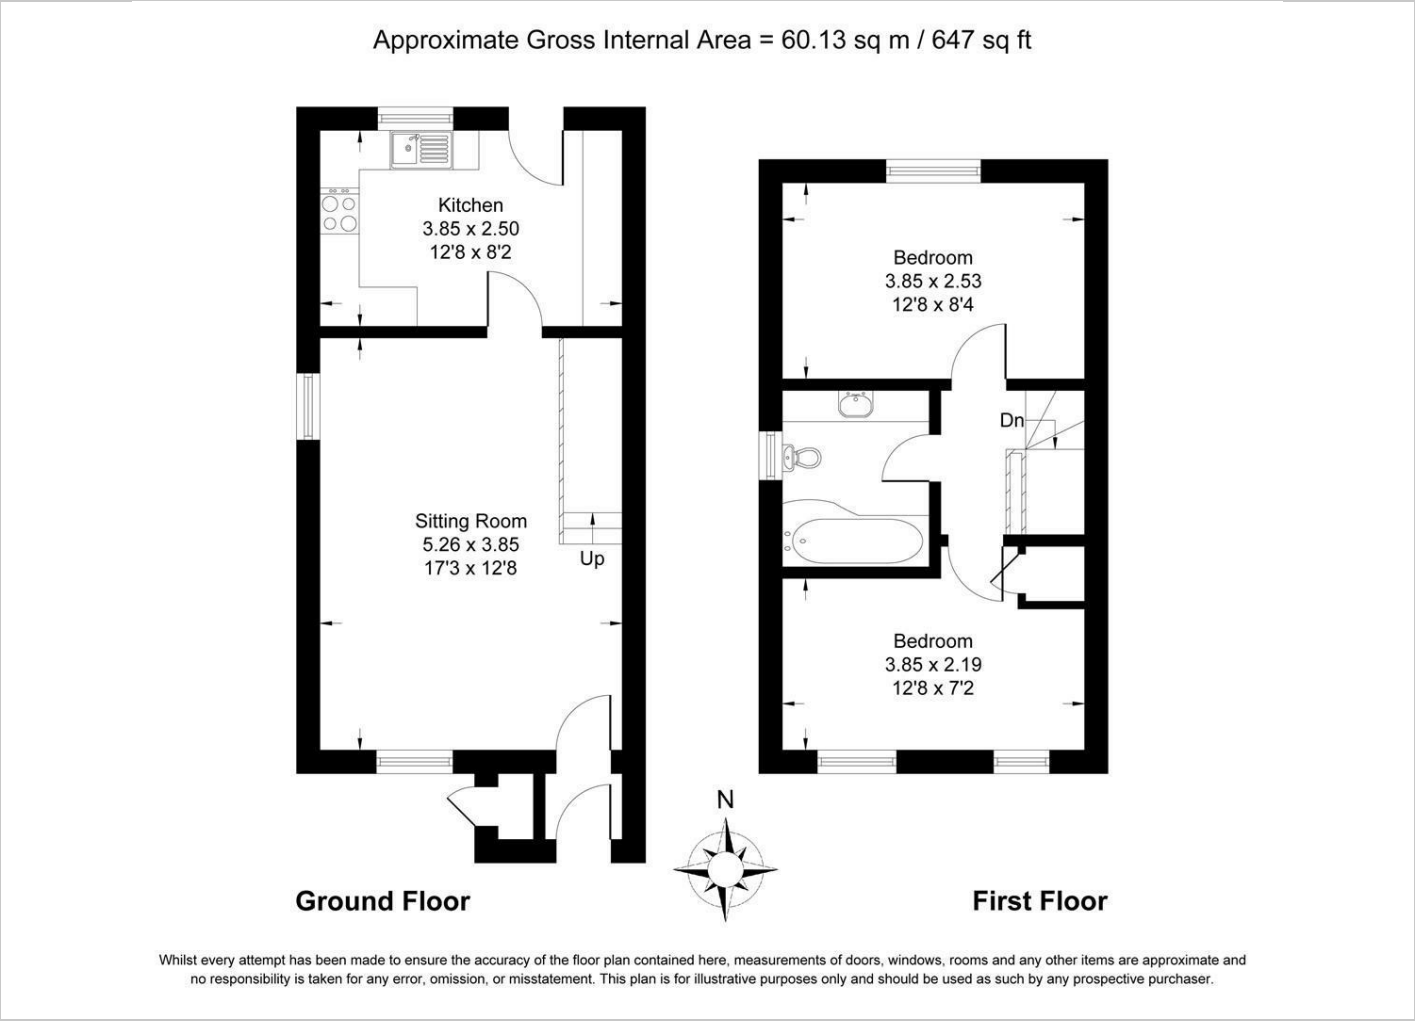 Approximate Gross Internal Area = 60.13 sq m / 647 sq ft
Kitchen
3.85 x 2.50
12'8 x 8'2
Sitting Room
5.26 x 3.85
17'3 x 12'8
Up
Bedroom
3.85 x 2.53
12'8 x 8'4
Dn
Bedroom
3.85 x 2.19
12'8 x 7'2
N
Ground Floor
First Floor
Whilst every attempt has been made to ensure the accuracy of the floor plan contained here, measurements of doors, windows, rooms and any other items are approximate and
no responsibility is taken for any error, omission, or misstatement. This plan is for illustrative purposes only and should be used as such by any prospective purchaser.